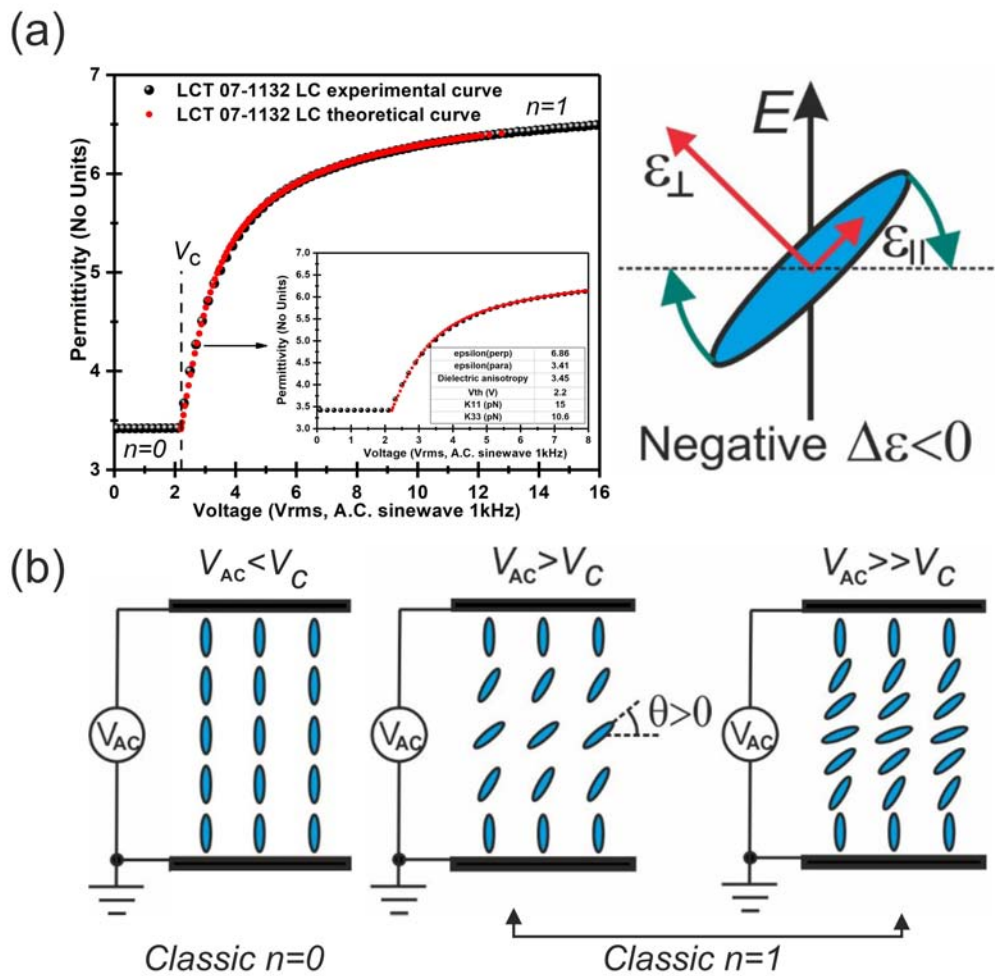 (a)
7
6
5
4
3
Permittivity (No Units)
LCT 07-1132 LC experimental curve
LCT 07-1132 LC theoretical curve
n=1
V_C
n=0
0 2 4 6 8 10 12 14 16
Voltage (Vrms, A.C. sinewave 1kHz)
7.0
6.5
6.0
5.5
5.0
4.5
4.0
3.5
3.0
Permittivity (No Units)
epsilon(perp) 6.86
epsilon(para) 3.41
Dielectric anisotropy 3.45
Vth (V) 2.2
K11 (pN) 15
K33 (pN) 10.6
0 1 2 3 4 5 6 7 8
Voltage (Vrms, A.C. sinewave 1kHz)
E
ε⊥
ε||
Negative Δε<0
(b)
V_AC<V_C
V_AC>V_C
V_AC>>V_C
V_AC
V_AC
θ>0
V_AC
Classic n=0
Classic n=1